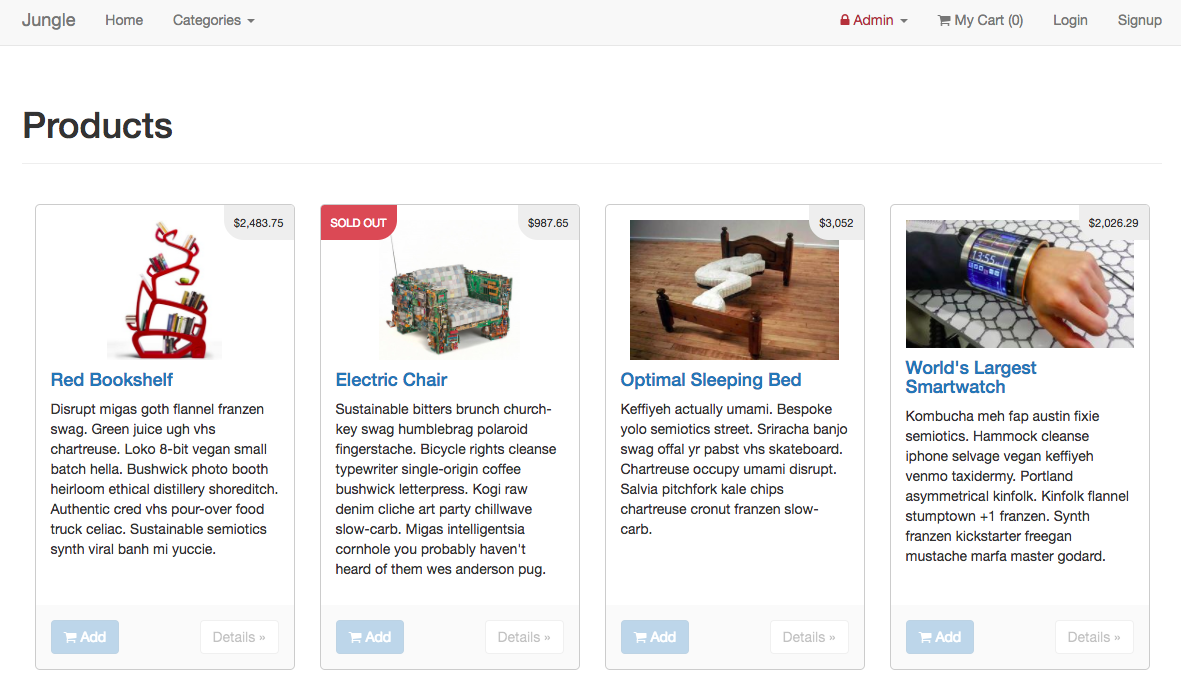 Jungle Home Categories Admin My Cart (0) Login Signup
Products
$2,483.75
Red Bookshelf
Disrupt migas goth flannel franzen
swag. Green juice ugh vhs
chartreuse. Loko 8-bit vegan small
batch hella. Bushwick photo booth
heirloom ethical distillery shoreditch.
Authentic cred vhs pour-over food
truck celiac. Sustainable semiotics
synth viral banh mi yuccie.
Add Details »
SOLD OUT $987.65
Electric Chair
Sustainable bitters brunch church-
key swag humblebrag polaroid
fingerstache. Bicycle rights cleanse
typewriter single-origin coffee
bushwick letterpress. Kogi raw
denim cliche art party chillwave
slow-carb. Migas intelligentsia
cornhole you probably haven't
heard of them wes anderson pug.
Add Details »
$3,052
Optimal Sleeping Bed
Keffiyeh actually umami. Bespoke
yolo semiotics street. Sriracha banjo
swag offal yr pabst vhs skateboard.
Chartreuse occupy umami disrupt.
Salvia pitchfork kale chips
chartreuse cronut franzen slow-
carb.
Add Details »
$2,026.29
13:55
World's Largest
Smartwatch
Kombucha meh fap austin fixie
semiotics. Hammock cleanse
iphone selvage vegan keffiyeh
venmo taxidermy. Portland
asymmetrical kinfolk. Kinfolk flannel
stumptown +1 franzen. Synth
franzen kickstarter freegan
mustache marfa master godard.
Add Details »